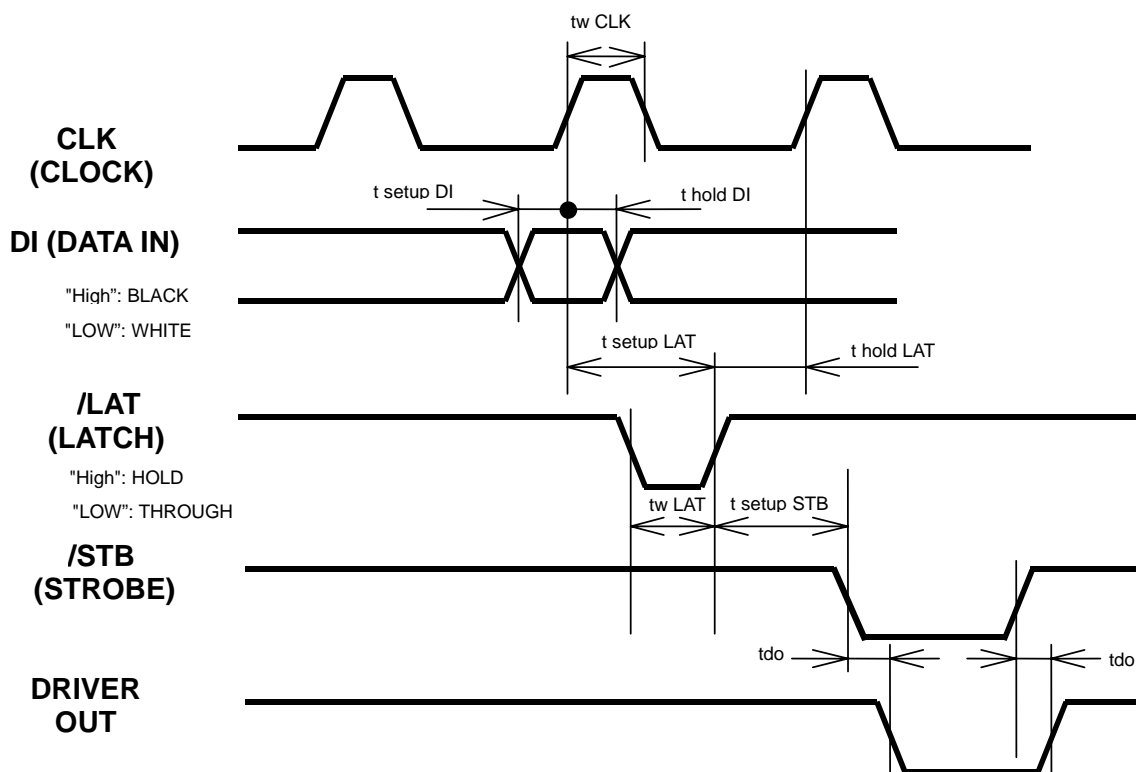 tw CLK
CLK
(CLOCK)
t setup DI
t hold DI
DI (DATA IN)
"High”: BLACK
"LOW”: WHITE
t setup LAT
t hold LAT
/LAT
(LATCH)
"High": HOLD
"LOW”: THROUGH
tw LAT
t setup STB
/STB
(STROBE)
tdo
tdo
DRIVER
OUT